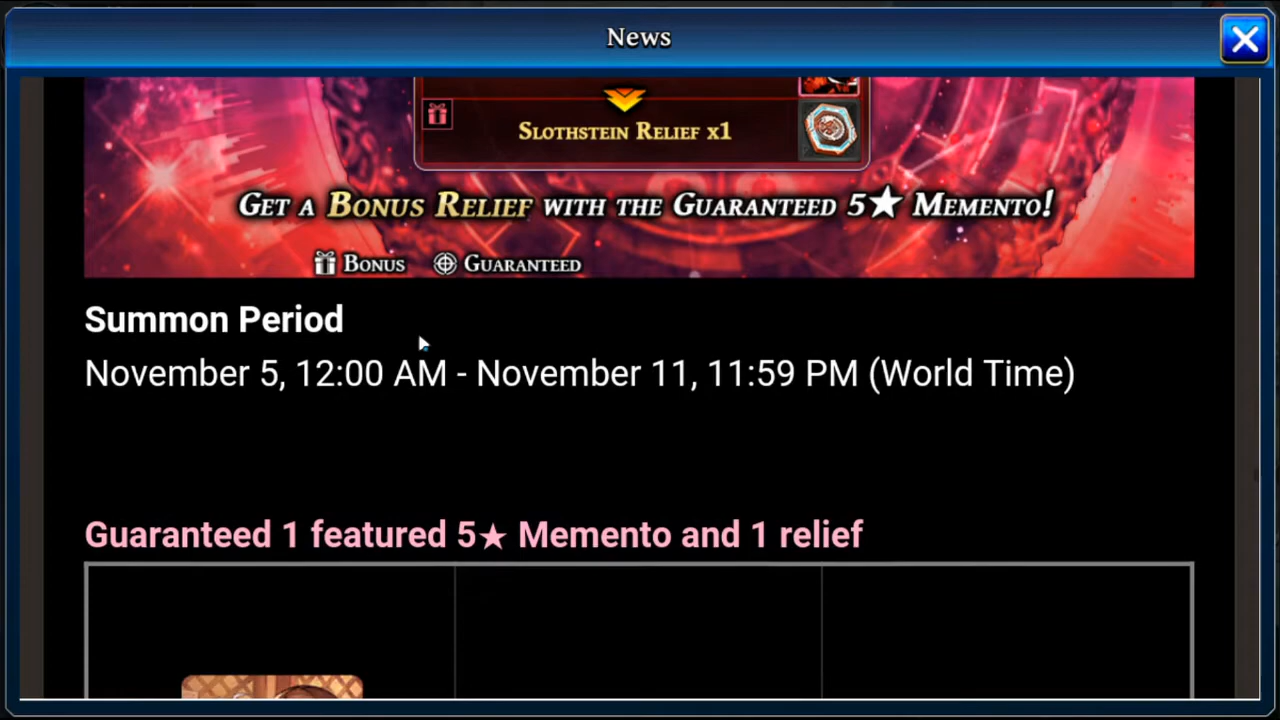 News
Slothstein Relief x1
Get a Bonus Relief with the Guaranteed 5★ Memento!
Bonus Guaranteed
Summon Period
November 5, 12:00 AM - November 11, 11:59 PM (World Time)
Guaranteed 1 featured 5★ Memento and 1 relief